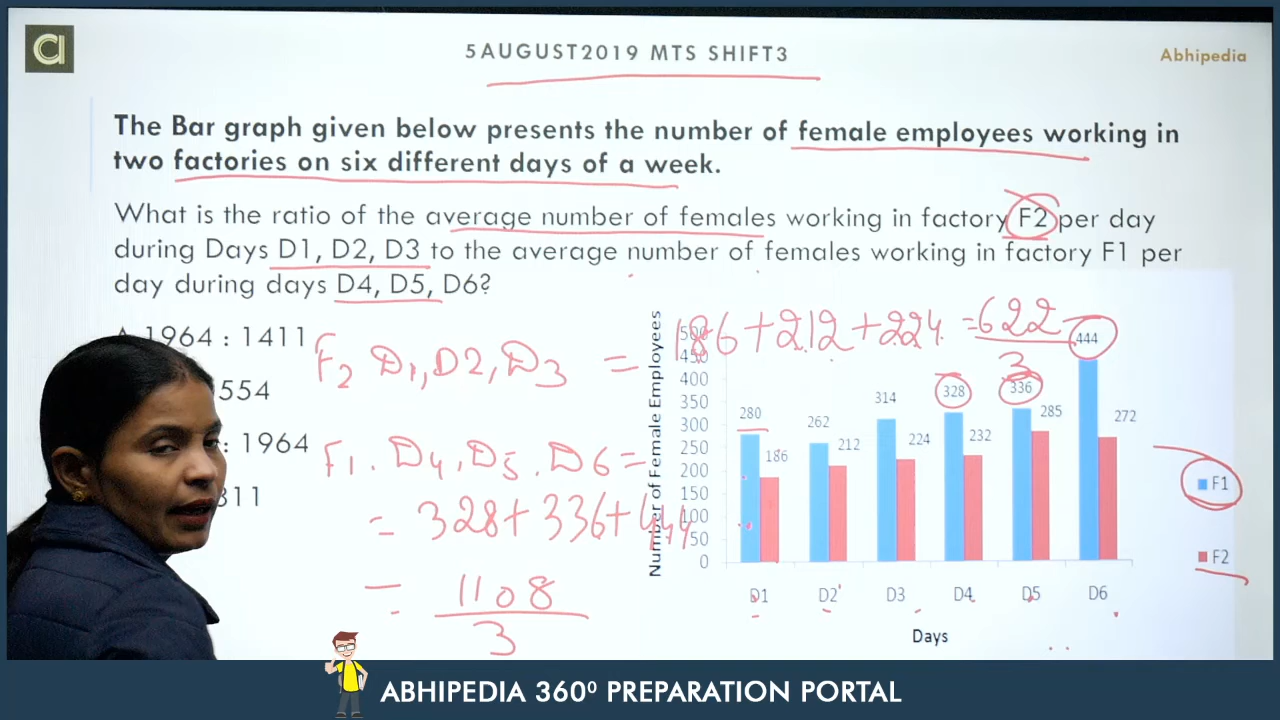 5AUGUST2019 MTS SHIFT3
Abhipedia
The Bar graph given below presents the number of female employees working in
two factories on six different days of a week.
What is the ratio of the average number of females working in factory F2 per day
during Days D1, D2, D3 to the average number of females working in factory F1 per
day during days D4, D5, D6?
1964 : 1411
554
: 1964
311
F2 D1, D2, D3 = 186+212+224 = 622
3
F1. D4, D5. D6 =
= 328+ 336+ 444
= 1108
3
Number of Female Employees
500
450
400
350
300
250
200
150
100
50
0
280
186
262
212
314
224
328
232
336
285
444
272
D1 D2 D3 D4 D5 D6
Days
F1
F2
ABHIPEDIA 360⁰ PREPARATION PORTAL